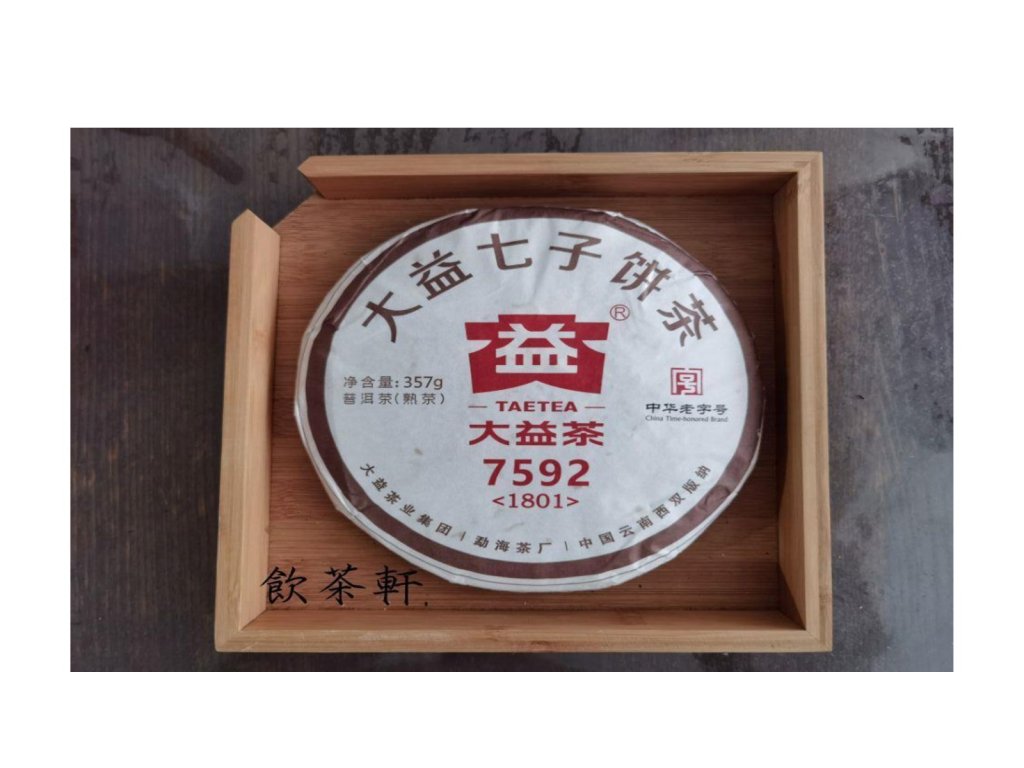 大益七子饼茶
益
®
TAETEA
大益茶
7592
<1801>
净含量:357g
普洱茶(熟茶)
中华老字号
China Time-honored Brand
大益茶业集团 | 勐海茶厂 | 中国云南西双版纳
飲茶軒